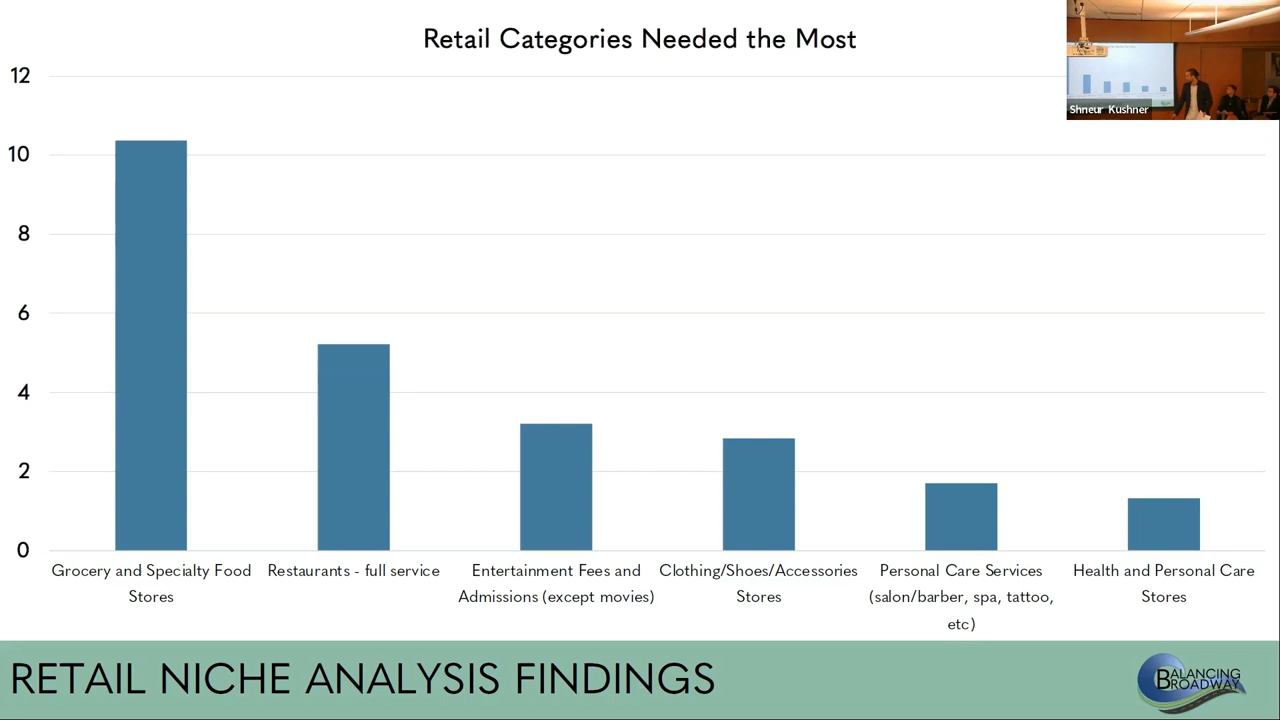 Retail Categories Needed the Most
12
10
8
6
4
2
0
Grocery and Specialty Food
Stores
Restaurants - full service
Entertainment Fees and
Admissions (except movies)
Clothing/Shoes/Accessories
Stores
Personal Care Services
(salon/barber, spa, tattoo,
etc)
Health and Personal Care
Stores
Shneur Kushner
RETAIL NICHE ANALYSIS FINDINGS
BALANCING
BROADWAY